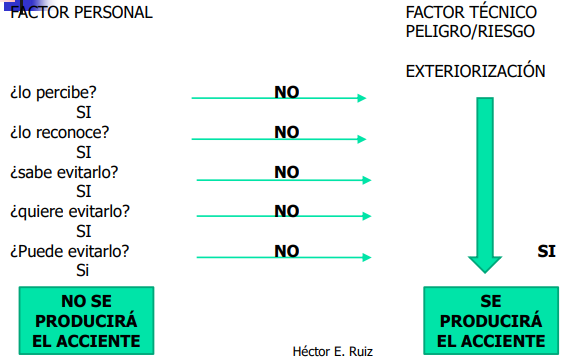 FACTOR PERSONAL
FACTOR TÉCNICO
PELIGRO/RIESGO
EXTERIORIZACIÓN
¿lo percibe? NO
SI
¿lo reconoce? NO
SI
¿sabe evitarlo? NO
SI
¿quiere evitarlo? NO
SI
¿Puede evitarlo? NO SI
Si
NO SE
PRODUCIRÁ
EL ACCIENTE
SE
PRODUCIRÁ
EL ACCIENTE
Héctor E. Ruiz